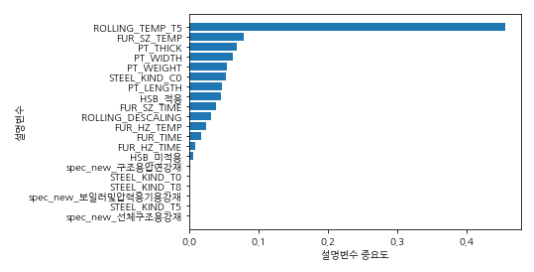 ROLLING_TEMP_T5
FUR_SZ_TEMP
PT_THICK
PT_WIDTH
PT_WEIGHT
STEEL_KIND_C0
PT_LENGTH
HSB_적용
FUR_SZ_TIME
ROLLING_DESCALING
FUR_HZ_TEMP
FUR_TIME
FUR_HZ_TIME
HSB_미적용
spec_new_구조용압연강재
STEEL_KIND_T0
STEEL_KIND_T8
spec_new_보일러및압력용기용강재
STEEL_KIND_T5
spec_new_선체구조용강재
설명변수
0.0 0.1 0.2 0.3 0.4
설명변수 중요도